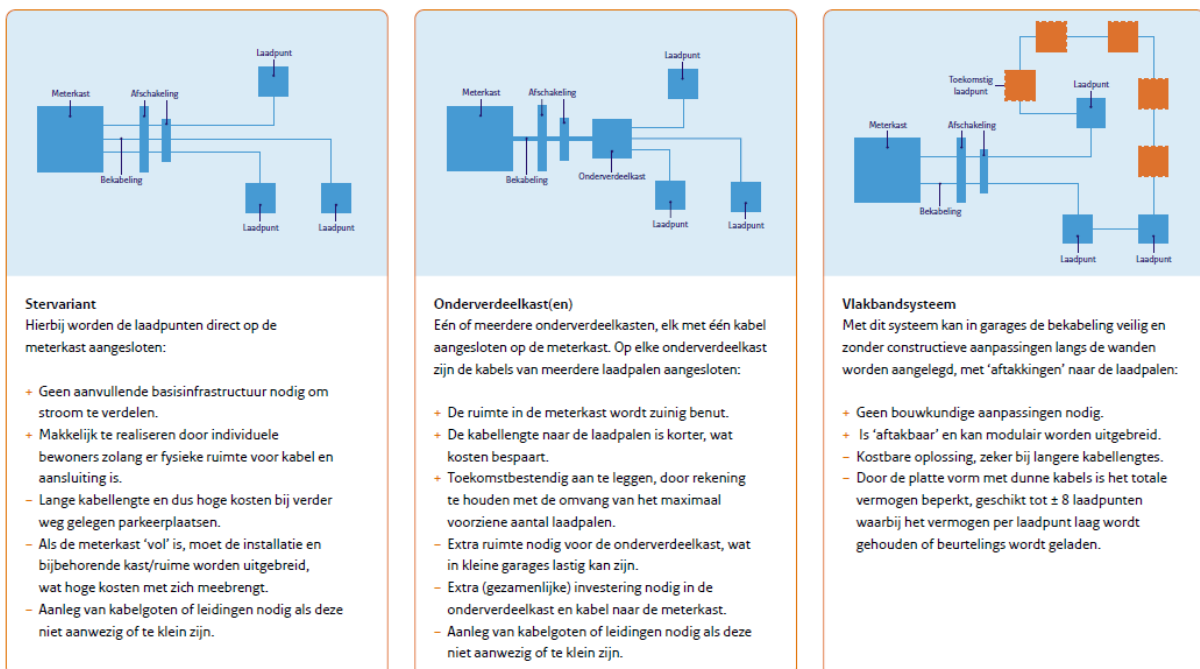 Laadpunt
Meterkast
Afschakeling
Bekabeling
Laadpunt
Laadpunt
Stervariant
Hierbij worden de laadpunten direct op de
meterkast aangesloten:
+ Geen aanvullende basisinfrastructuur nodig om
stroom te verdelen.
+ Makkelijk te realiseren door individuele
bewoners zolang er fysieke ruimte voor kabel en
aansluiting is.
– Lange kabellengte en dus hoge kosten bij verder
weg gelegen parkeerplaatsen.
– Als de meterkast ‘vol’ is, moet de installatie en
bijbehorende kast/ruime worden uitgebreid,
wat hoge kosten met zich meebrengt.
– Aanleg van kabelgoten of leidingen nodig als deze
niet aanwezig of te klein zijn.
Laadpunt
Meterkast
Afschakeling
Bekabeling
Onderverdeelkast
Laadpunt
Laadpunt
Onderverdeelkast(en)
Eén of meerdere onderverdeelkasten, elk met één kabel
aangesloten op de meterkast. Op elke onderverdeelkast
zijn de kabels van meerdere laadpalen aangesloten:
+ De ruimte in de meterkast wordt zuinig benut.
+ De kabellengte naar de laadpalen is korter, wat
kosten bespaart.
+ Toekomstbestendig aan te leggen, door rekening
te houden met de omvang van het maximaal
voorziene aantal laadpalen.
– Extra ruimte nodig voor de onderverdeelkast, wat
in kleine garages lastig kan zijn.
– Extra (gezamenlijke) investering nodig in de
onderverdeelkast en kabel naar de meterkast.
– Aanleg van kabelgoten of leidingen nodig als deze
niet aanwezig of te klein zijn.
Toekomstig
laadpunt
Laadpunt
Meterkast
Afschakeling
Bekabeling
Laadpunt
Laadpunt
Vlakbandsysteem
Met dit systeem kan in garages de bekabeling veilig en
zonder constructieve aanpassingen langs de wanden
worden aangelegd, met ‘aftakkingen’ naar de laadpalen:
+ Geen bouwkundige aanpassingen nodig.
+ Is ‘aftakbaar’ en kan modulair worden uitgebreid.
– Kostbare oplossing, zeker bij langere kabellengtes.
– Door de platte vorm met dunne kabels is het totale
vermogen beperkt, geschikt tot ± 8 laadpunten
waarbij het vermogen per laadpunt laag wordt
gehouden of beurtelings wordt geladen.